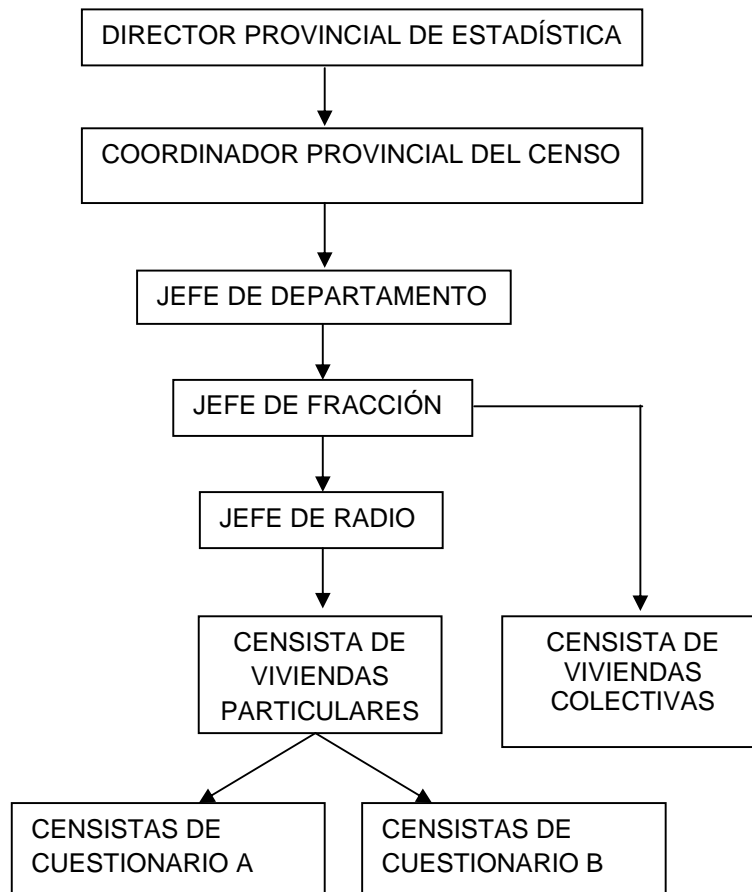 DIRECTOR PROVINCIAL DE ESTADÍSTICA
COORDINADOR PROVINCIAL DEL CENSO
JEFE DE DEPARTAMENTO
JEFE DE FRACCIÓN
JEFE DE RADIO
CENSISTA DE
VIVIENDAS
PARTICULARES
CENSISTA DE
VIVIENDAS
COLECTIVAS
CENSISTAS DE
CUESTIONARIO A
CENSISTAS DE
CUESTIONARIO B